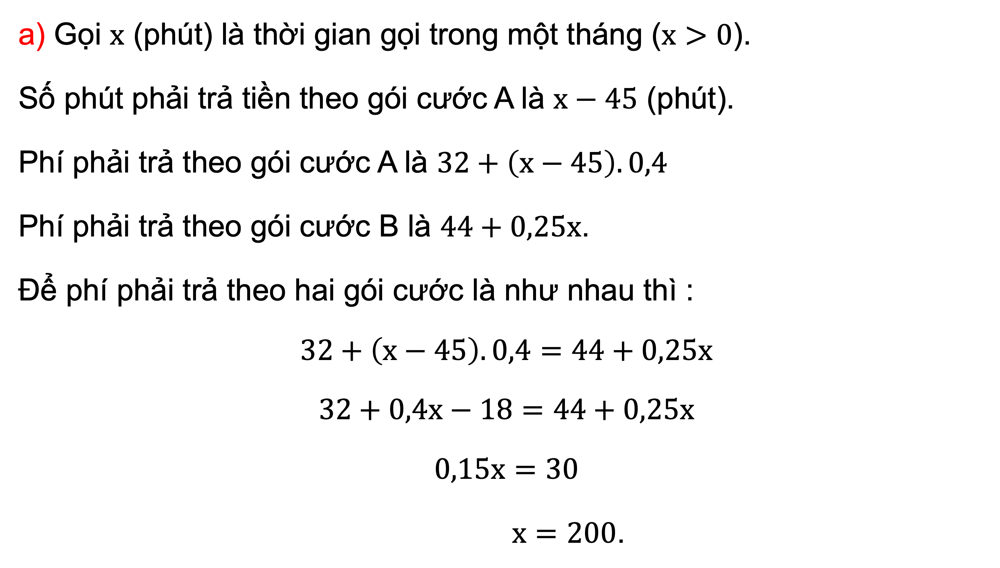 a) Gọi x (phút) là thời gian gọi trong một tháng (x > 0).
Số phút phải trả tiền theo gói cước A là x − 45 (phút).
Phí phải trả theo gói cước A là 32 + (x − 45). 0,4
Phí phải trả theo gói cước B là 44 + 0,25x.
Để phí phải trả theo hai gói cước là như nhau thì :
32 + (x − 45). 0,4 = 44 + 0,25x
32 + 0,4x − 18 = 44 + 0,25x
0,15x = 30
x = 200.